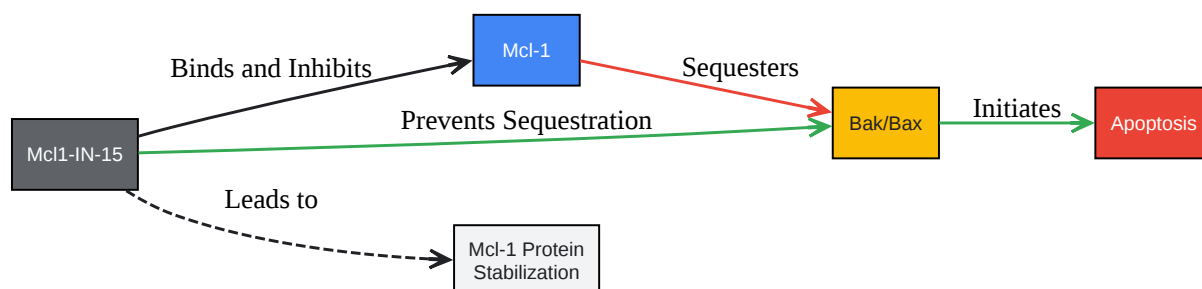 Mcl-1
Binds and Inhibits
Sequesters
Prevents Sequestration
Bak/Bax
Initiates
Apoptosis
Mcl1-IN-15
Leads to
Mcl-1 Protein
Stabilization